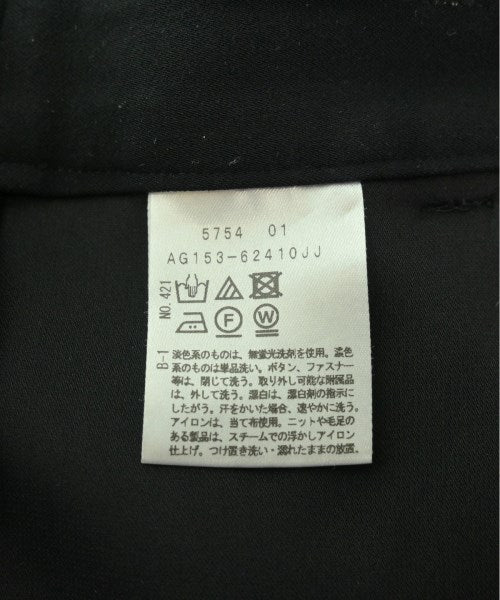 5754 01
AG153-62410JJ
NO.421
F
W
B-1
淡色系のものは、無蛍光洗剤を使用。濃色
系のものは単品洗い。ボタン、ファスナー
等は、閉じて洗う。取り外し可能な附属品
は、外して洗う。漂白は、漂白剤の指示に
したがう。汗をかいた場合、速やかに洗う。
アイロンは、当て布使用。ニットや毛足の
ある製品は、スチームでの浮かしアイロン
仕上げ。つけ置き洗い・濡れたままの放置、